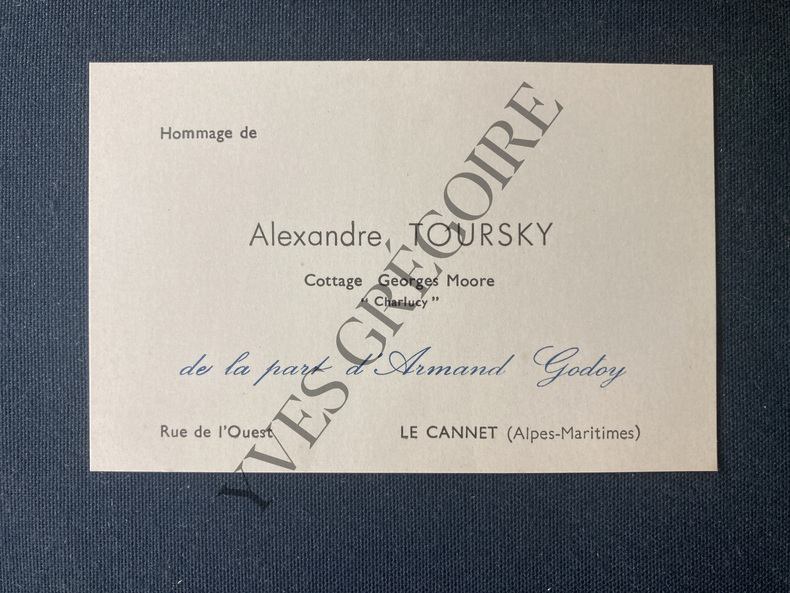 Hommage de
Alexandre TOURSKY
Cottage Georges Moore
" Charlucy "
de la part d'Armand Godoy
Rue de l'Ouest LE CANNET (Alpes-Maritimes)
YVES GRÉGOIRE